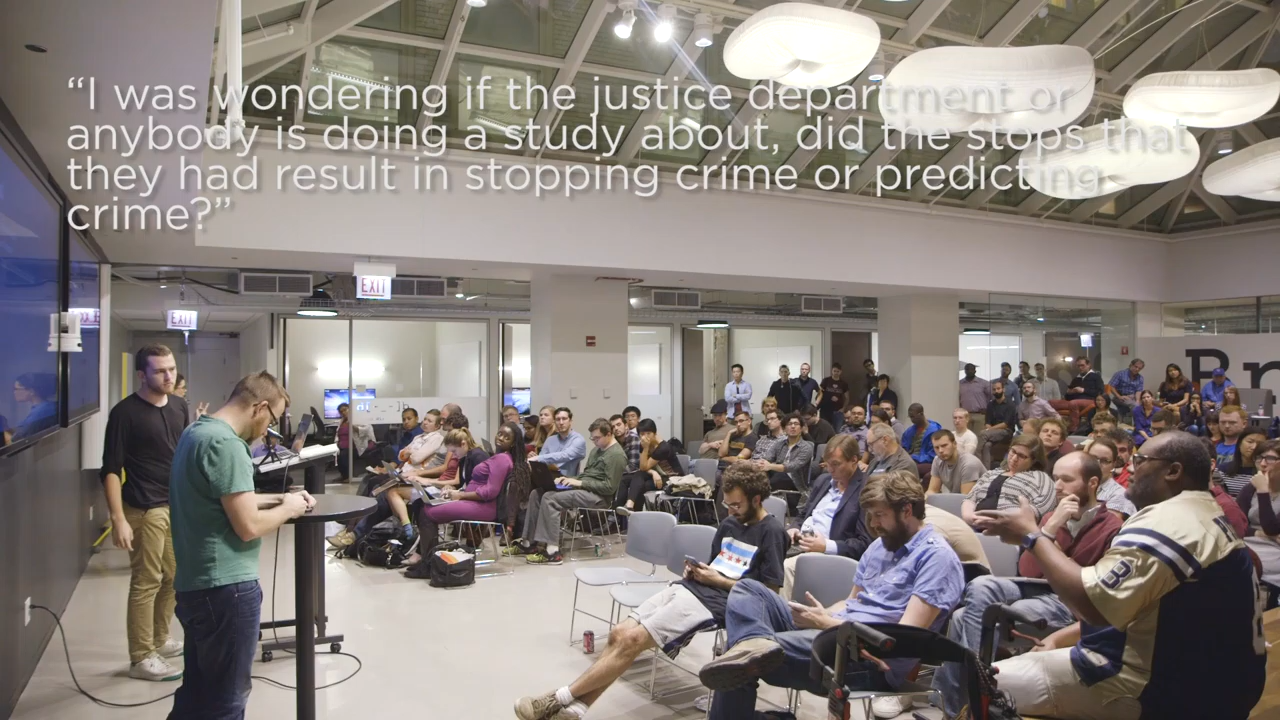 “I was wondering if the justice department or
anybody is doing a study about, did the stops that
they had result in stopping crime or predicting
crime?”
EXIT
EXIT